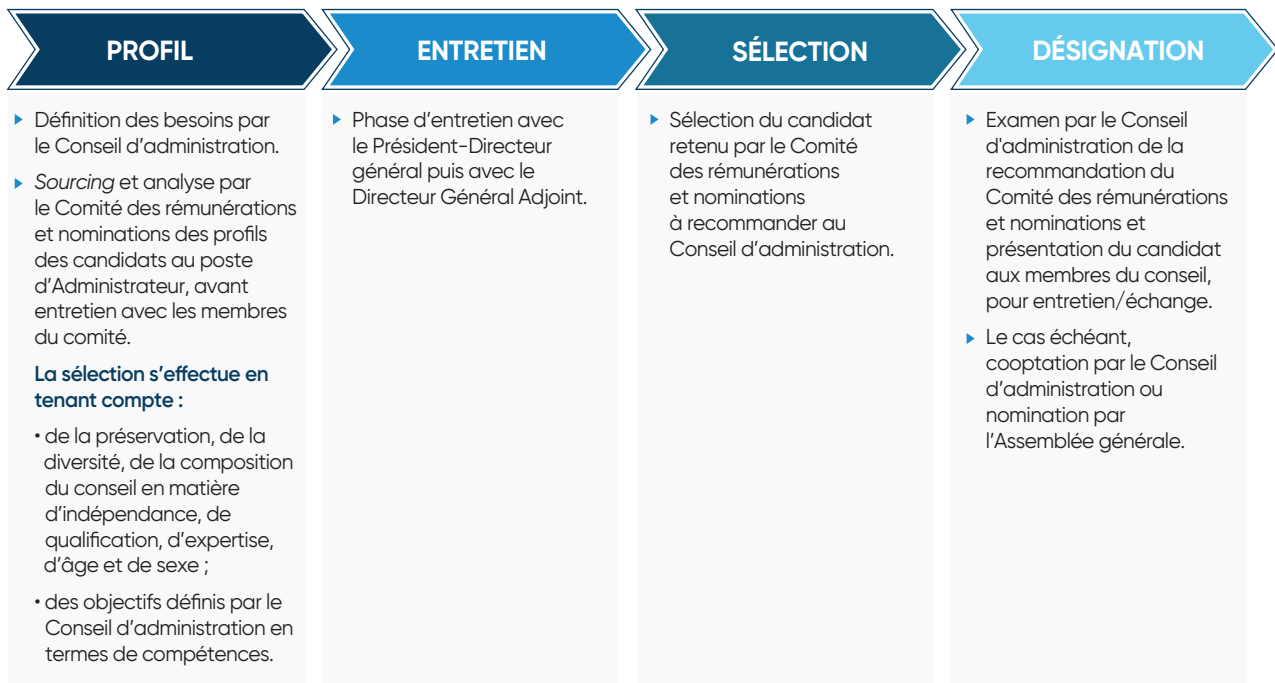 PROFIL
Définition des besoins par
le Conseil d’administration.
Sourcing et analyse par
le Comité des rémunérations
et nominations des profils
des candidats au poste
d’Administrateur, avant
entretien avec les membres
du comité.
La sélection s’effectue en
tenant compte :
• de la préservation, de la
diversité, de la composition
du conseil en matière
d’indépendance, de
qualification, d’expertise,
d’âge et de sexe ;
• des objectifs définis par le
Conseil d’administration en
termes de compétences.
ENTRETIEN
Phase d’entretien avec
le Président-Directeur
général puis avec le
Directeur Général Adjoint.
SÉLECTION
Sélection du candidat
retenu par le Comité
des rémunérations
et nominations
à recommander au
Conseil d’administration.
DÉSIGNATION
Examen par le Conseil
d'administration de la
recommandation du
Comité des rémunérations
et nominations et
présentation du candidat
aux membres du conseil,
pour entretien/échange.
Le cas échéant,
cooptation par le Conseil
d’administration ou
nomination par
l’Assemblée générale.